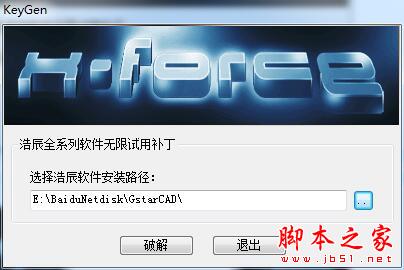 KeyGen
x-force
浩辰全系列软件无限试用补丁
选择浩辰软件安装路径：
E:\BaiduNetdisk\GstarCAD\
..
破解
退出
脚本之家
www.jb51.net